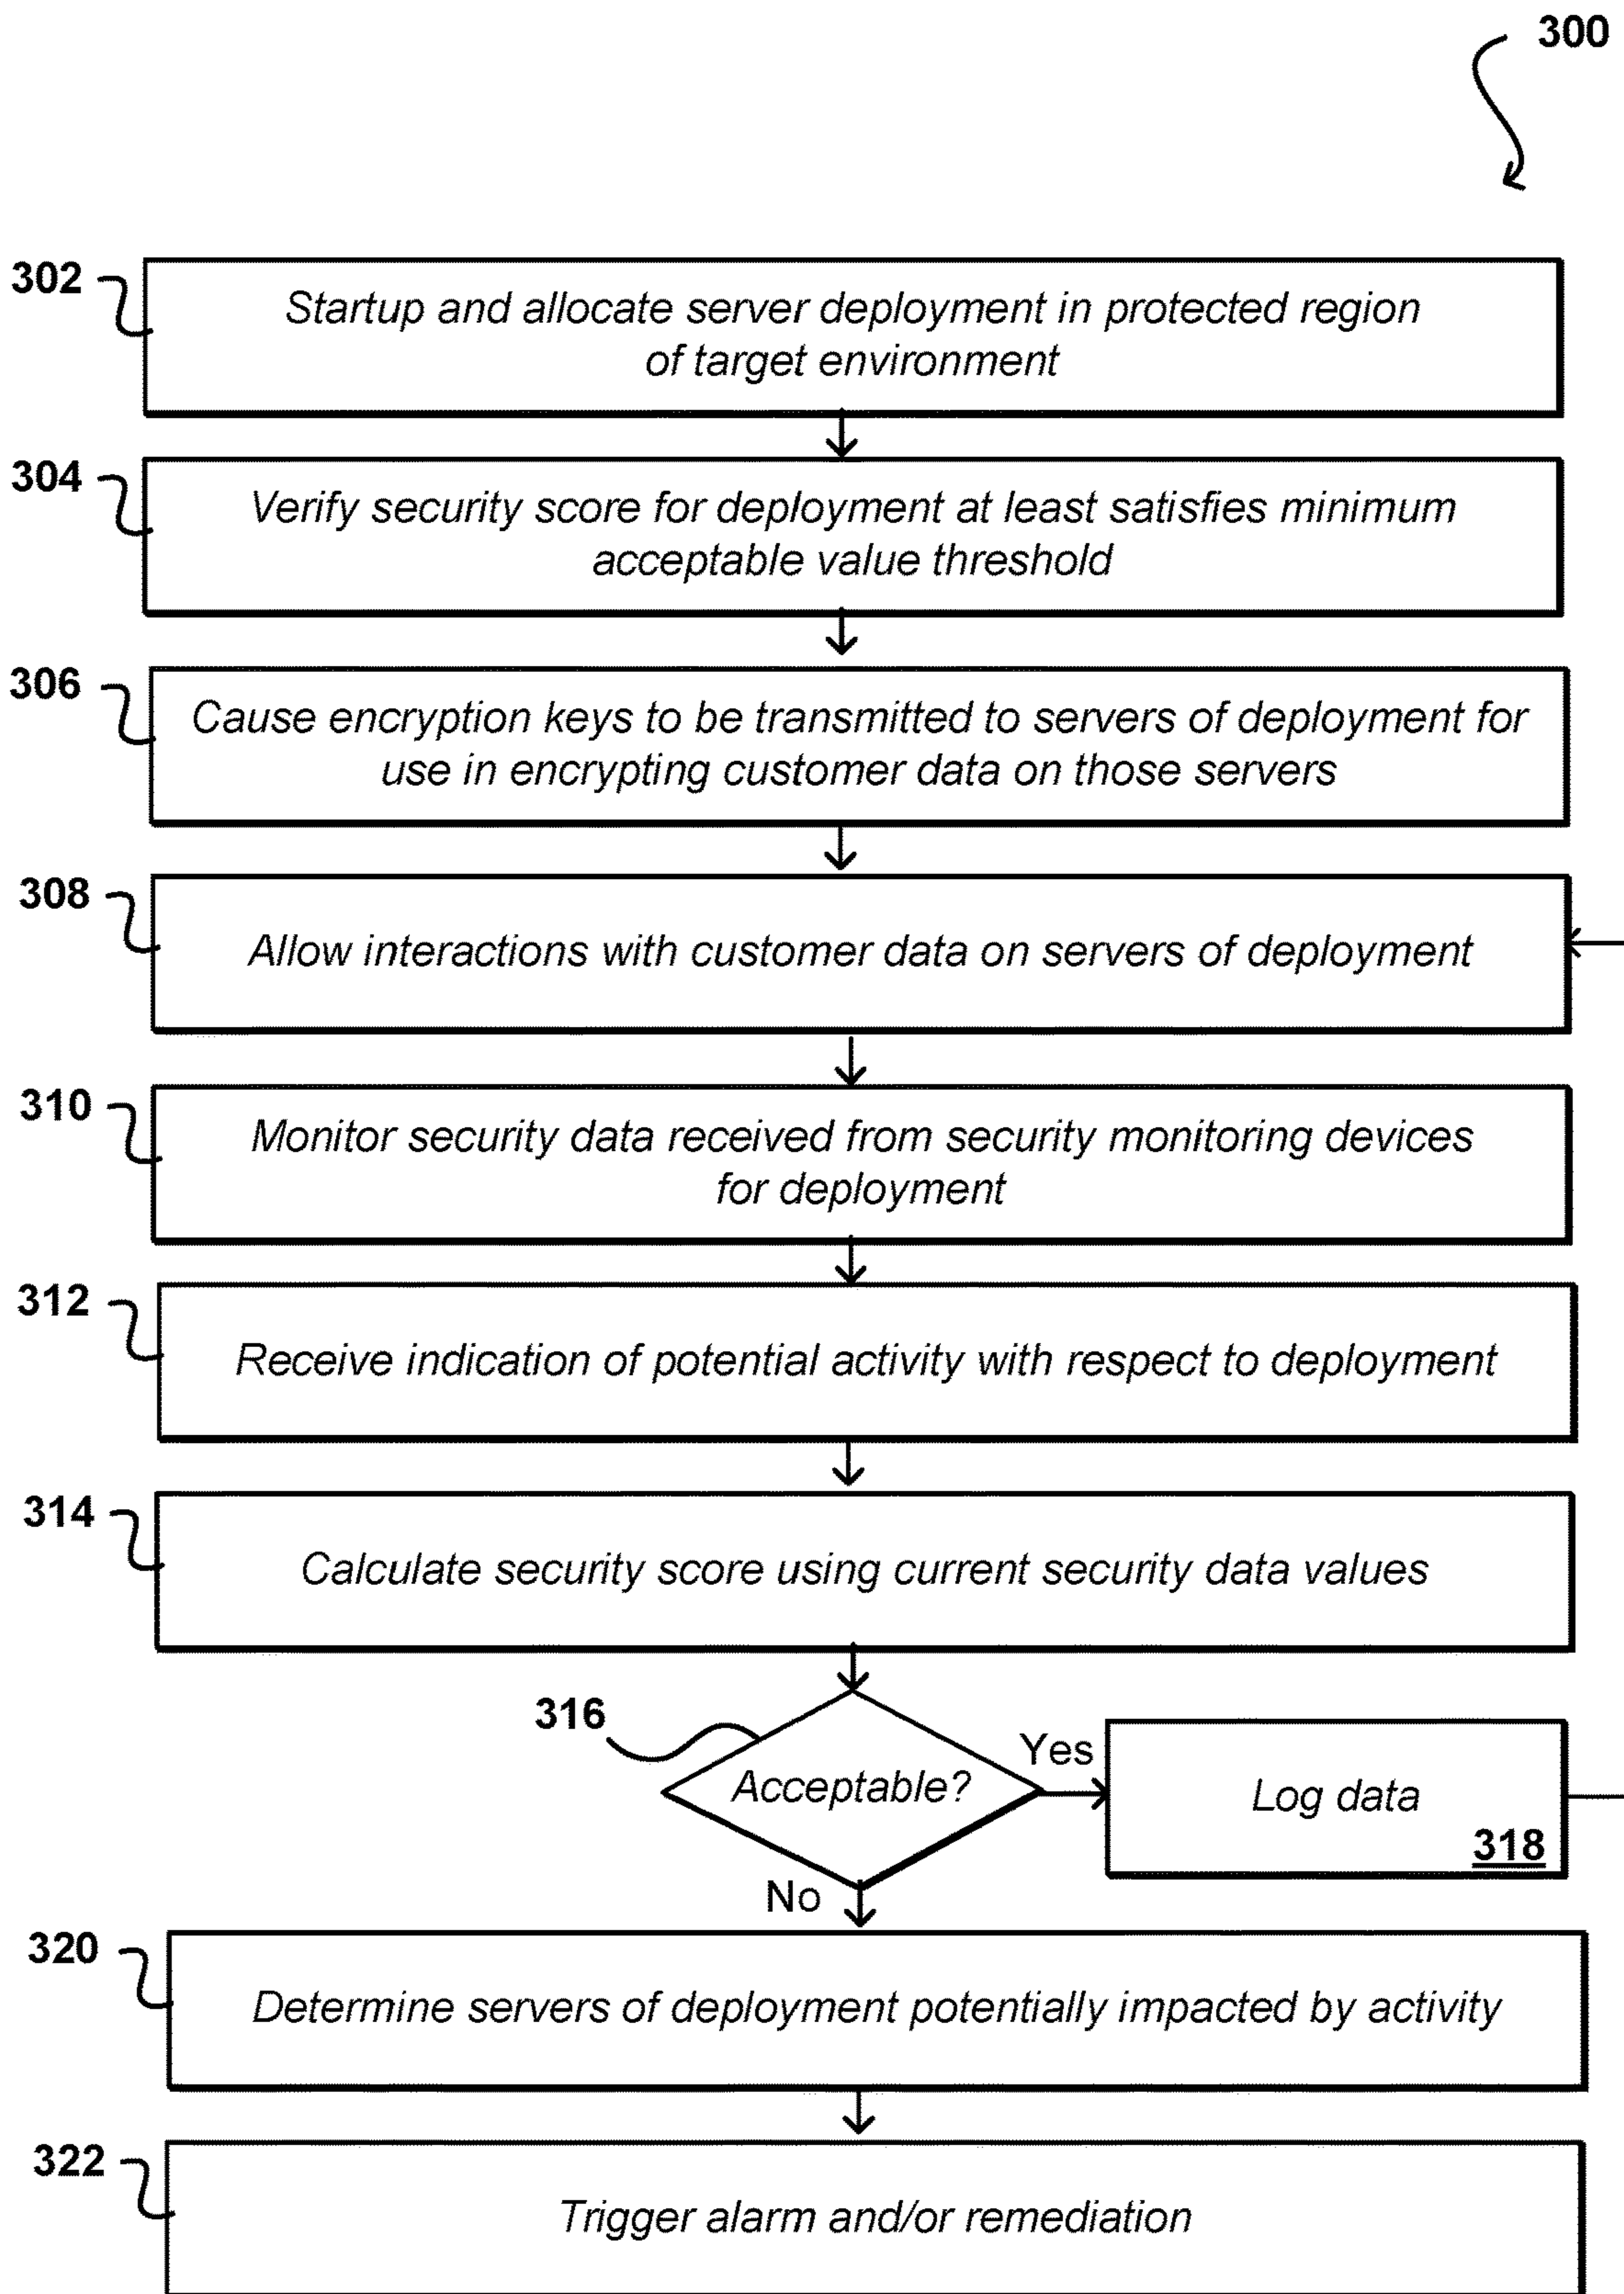 300
302
Startup and allocate server deployment in protected region
of target environment
304
Verify security score for deployment at least satisfies minimum
acceptable value threshold
306
Cause encryption keys to be transmitted to servers of deployment for
use in encrypting customer data on those servers
308
Allow interactions with customer data on servers of deployment
310
Monitor security data received from security monitoring devices
for deployment
312
Receive indication of potential activity with respect to deployment
314
Calculate security score using current security data values
316
Acceptable?
Yes
Log data
318
No
320
Determine servers of deployment potentially impacted by activity
322
Trigger alarm and/or remediation